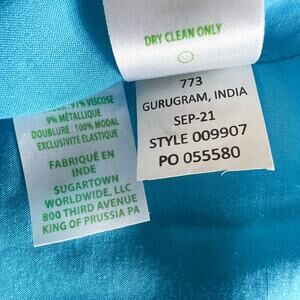 DRY CLEAN ONLY
773
GURUGRAM, INDIA
SEP-21
STYLE 009907
PO 055580
91% VISCOSE
9% MÉTALLIQUE
DOUBLURE : 100% MODAL
EXCLUSIVITÉ ÉLASTIQUE
FABRIQUÉ EN
INDE
SUGARTOWN
WORLDWIDE, LLC
800 THIRD AVENUE
KING OF PRUSSIA PA